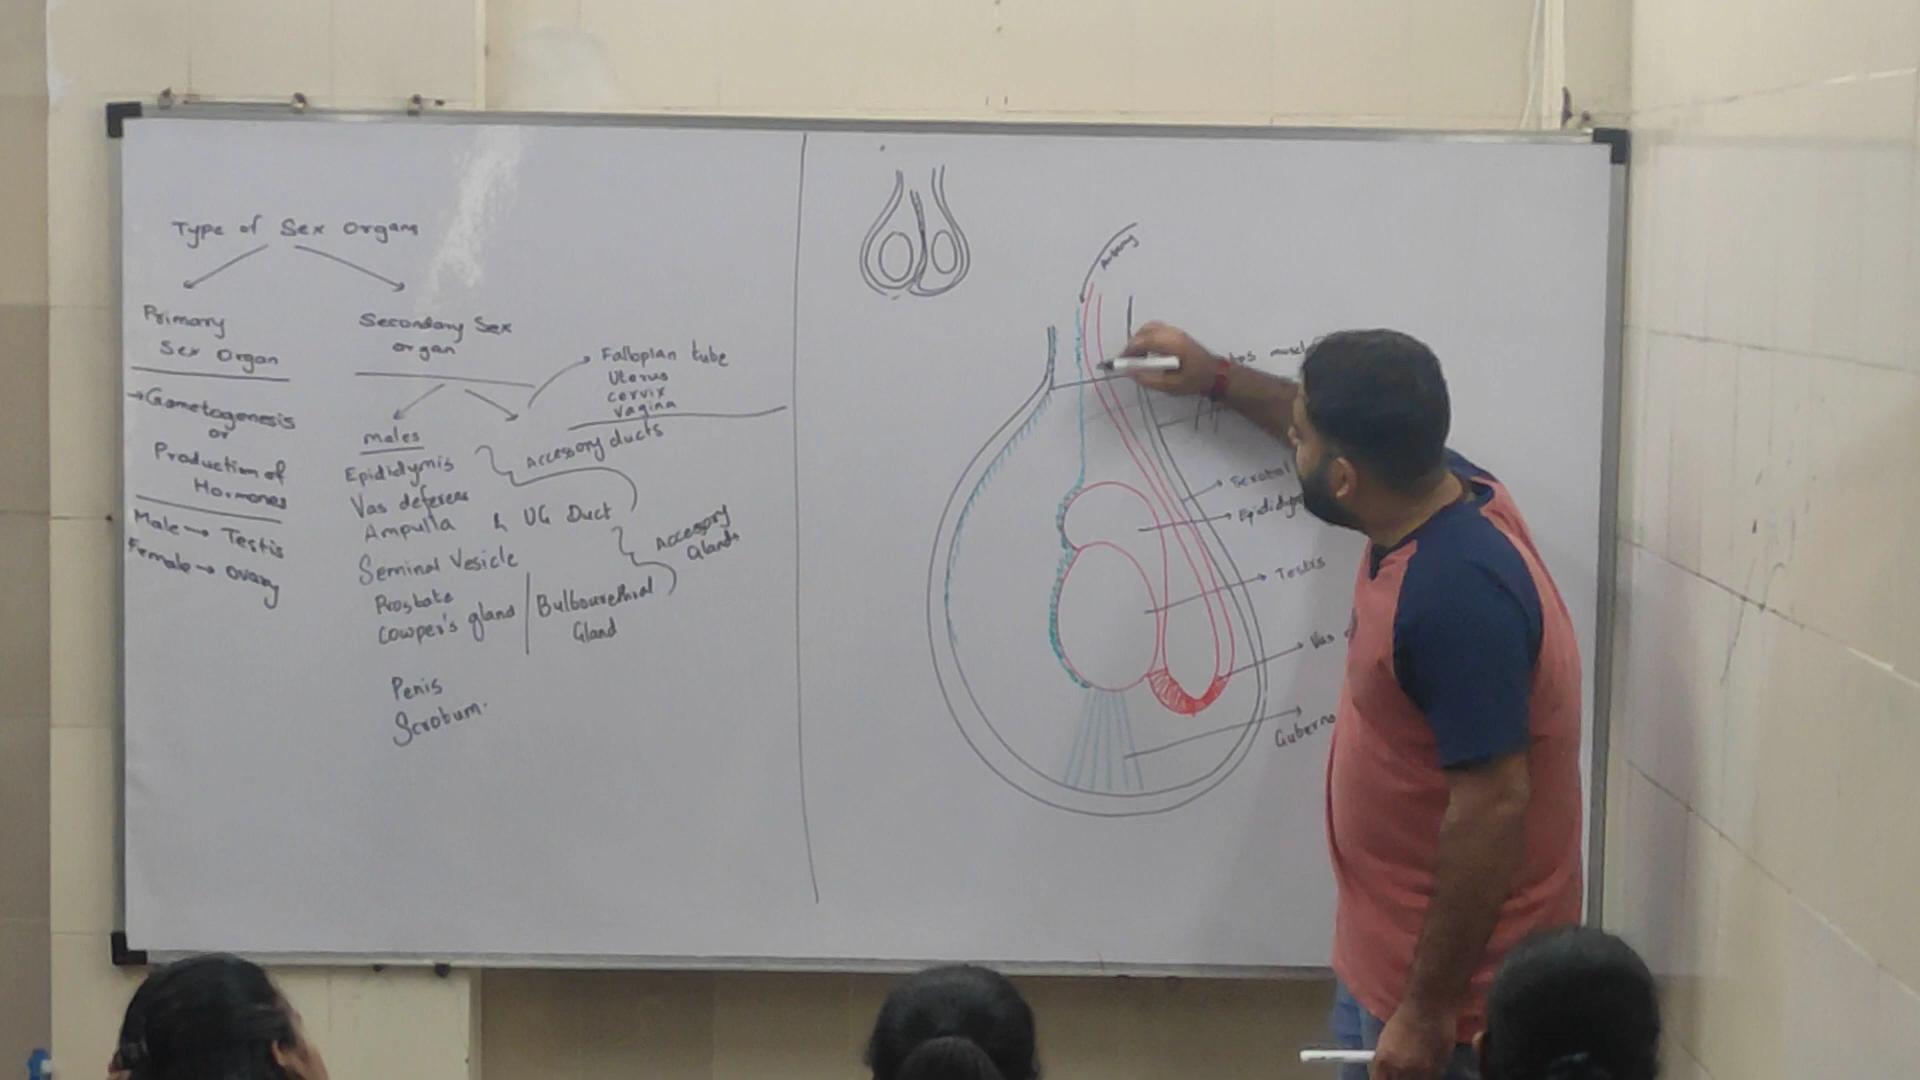 Type of Sex Organs
Primary
Sex Organ
→ Gametogenesis
or
Production of
Hormones
Male → Testis
Female → Ovary
Secondary Sex
organ
Fallopian tube
Uterus
cervix
vagina
males
Epididymis
Vas deferens
Ampulla & UG Duct
Seminal Vesicle
Prostate
Cowper's gland / Bulbourethral
Gland
Penis
Scrotum.
Accessory ducts
Accessory
Glands
Artery
Testis
Vas